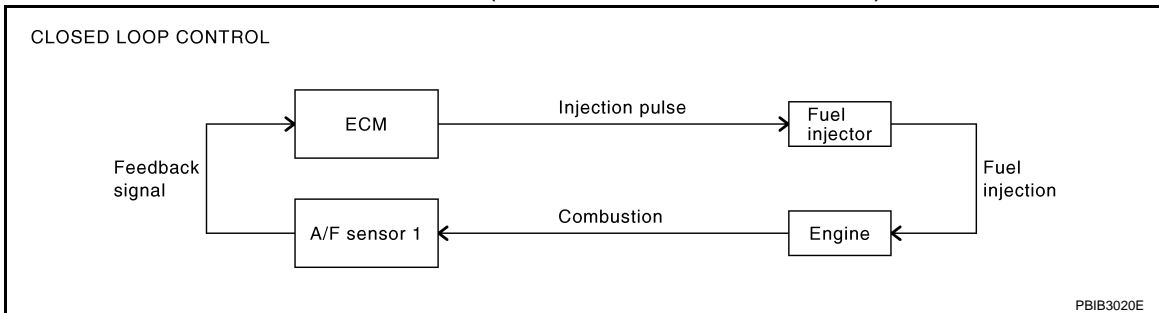 CLOSED LOOP CONTROL
ECM
Injection pulse
Fuel
injector
Feedback
signal
Fuel
injection
A/F sensor 1
Combustion
Engine
PBIB3020E